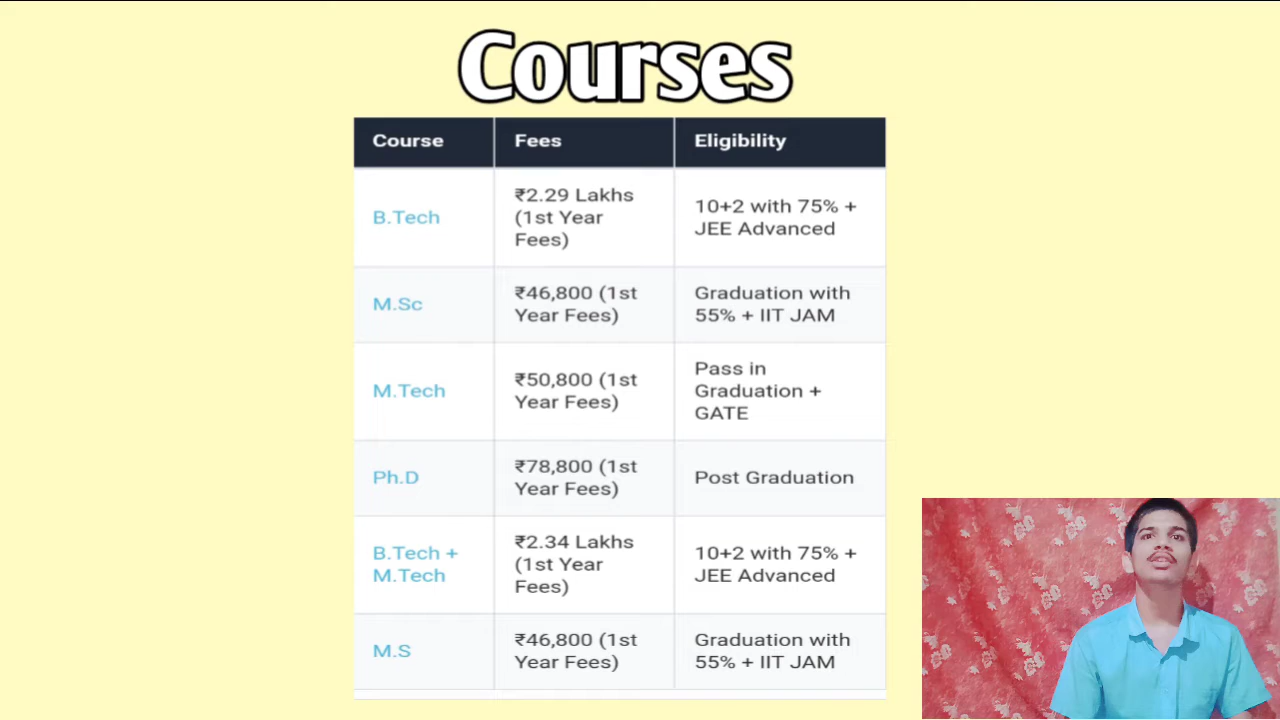 Courses
Course Fees Eligibility
B.Tech
₹2.29 Lakhs
(1st Year
Fees)
10+2 with 75% +
JEE Advanced
M.Sc
₹46,800 (1st
Year Fees)
Graduation with
55% + IIT JAM
M.Tech
₹50,800 (1st
Year Fees)
Pass in
Graduation +
GATE
Ph.D
₹78,800 (1st
Year Fees)
Post Graduation
B.Tech +
M.Tech
₹2.34 Lakhs
(1st Year
Fees)
10+2 with 75% +
JEE Advanced
M.S
₹46,800 (1st
Year Fees)
Graduation with
55% + IIT JAM